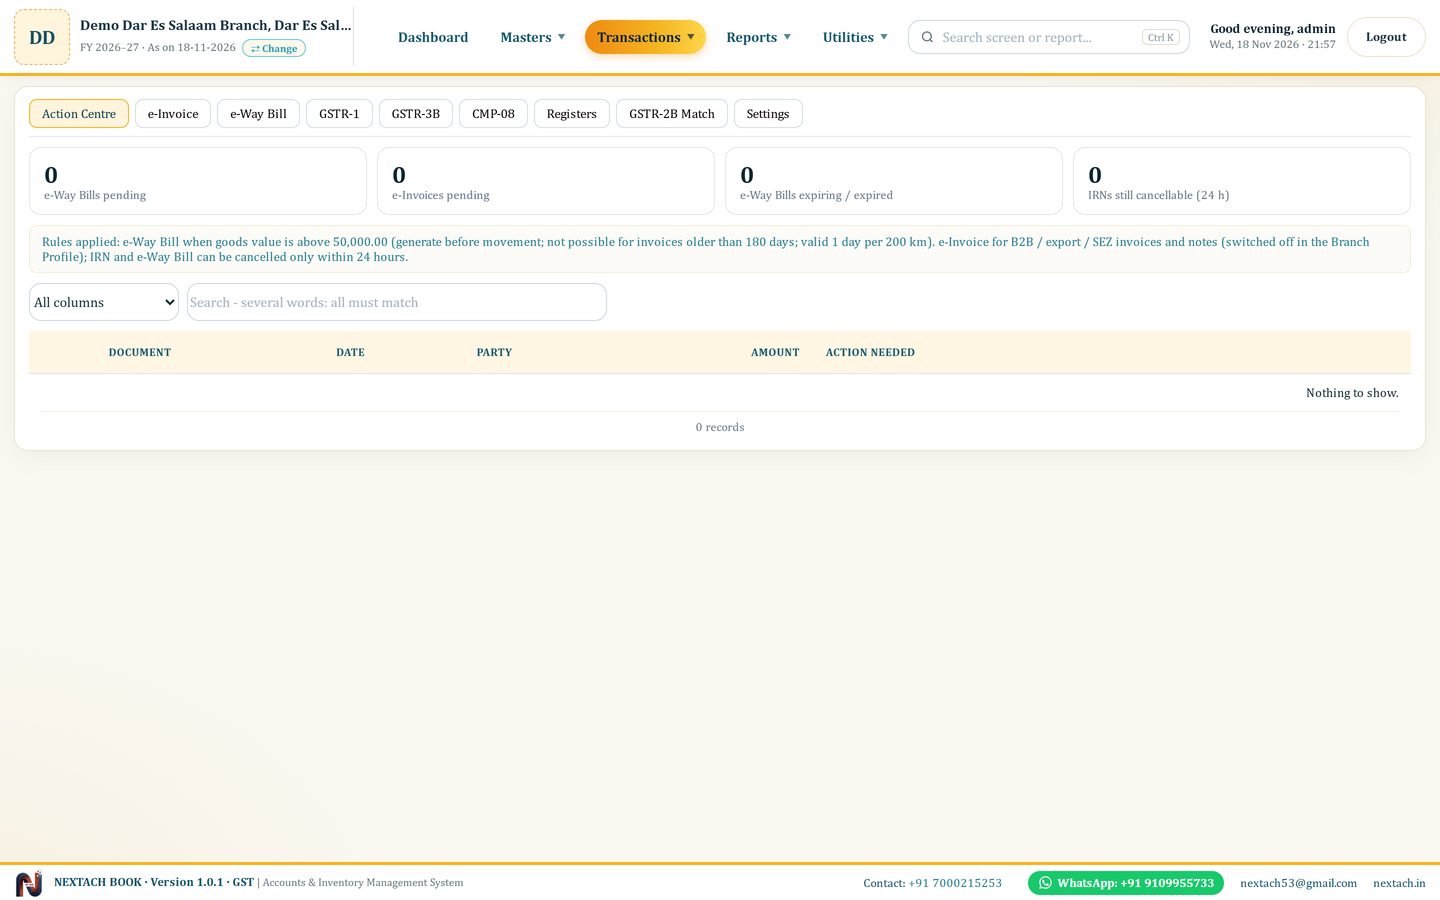 DD
Demo Dar Es Salaam Branch, Dar Es Sal...
FY 2026–27 · As on 18-11-2026 ⇄ Change
Dashboard
Masters ▼
Transactions ▼
Reports ▼
Utilities ▼
Search screen or report... Ctrl K
Good evening, admin
Wed, 18 Nov 2026 · 21:57
Logout
Action Centre
e-Invoice
e-Way Bill
GSTR-1
GSTR-3B
CMP-08
Registers
GSTR-2B Match
Settings
0
e-Way Bills pending
0
e-Invoices pending
0
e-Way Bills expiring / expired
0
IRNs still cancellable (24 h)
Rules applied: e-Way Bill when goods value is above 50,000.00 (generate before movement; not possible for invoices older than 180 days; valid 1 day per 200 km). e-Invoice for B2B / export / SEZ invoices and notes (switched off in the Branch
Profile); IRN and e-Way Bill can be cancelled only within 24 hours.
All columns
Search - several words: all must match
DOCUMENT DATE PARTY AMOUNT ACTION NEEDED
Nothing to show.
0 records
NEXTACH BOOK · Version 1.0.1 · GST | Accounts & Inventory Management System
Contact: +91 7000215253
WhatsApp: +91 9109955733
nextach53@gmail.com
nextach.in